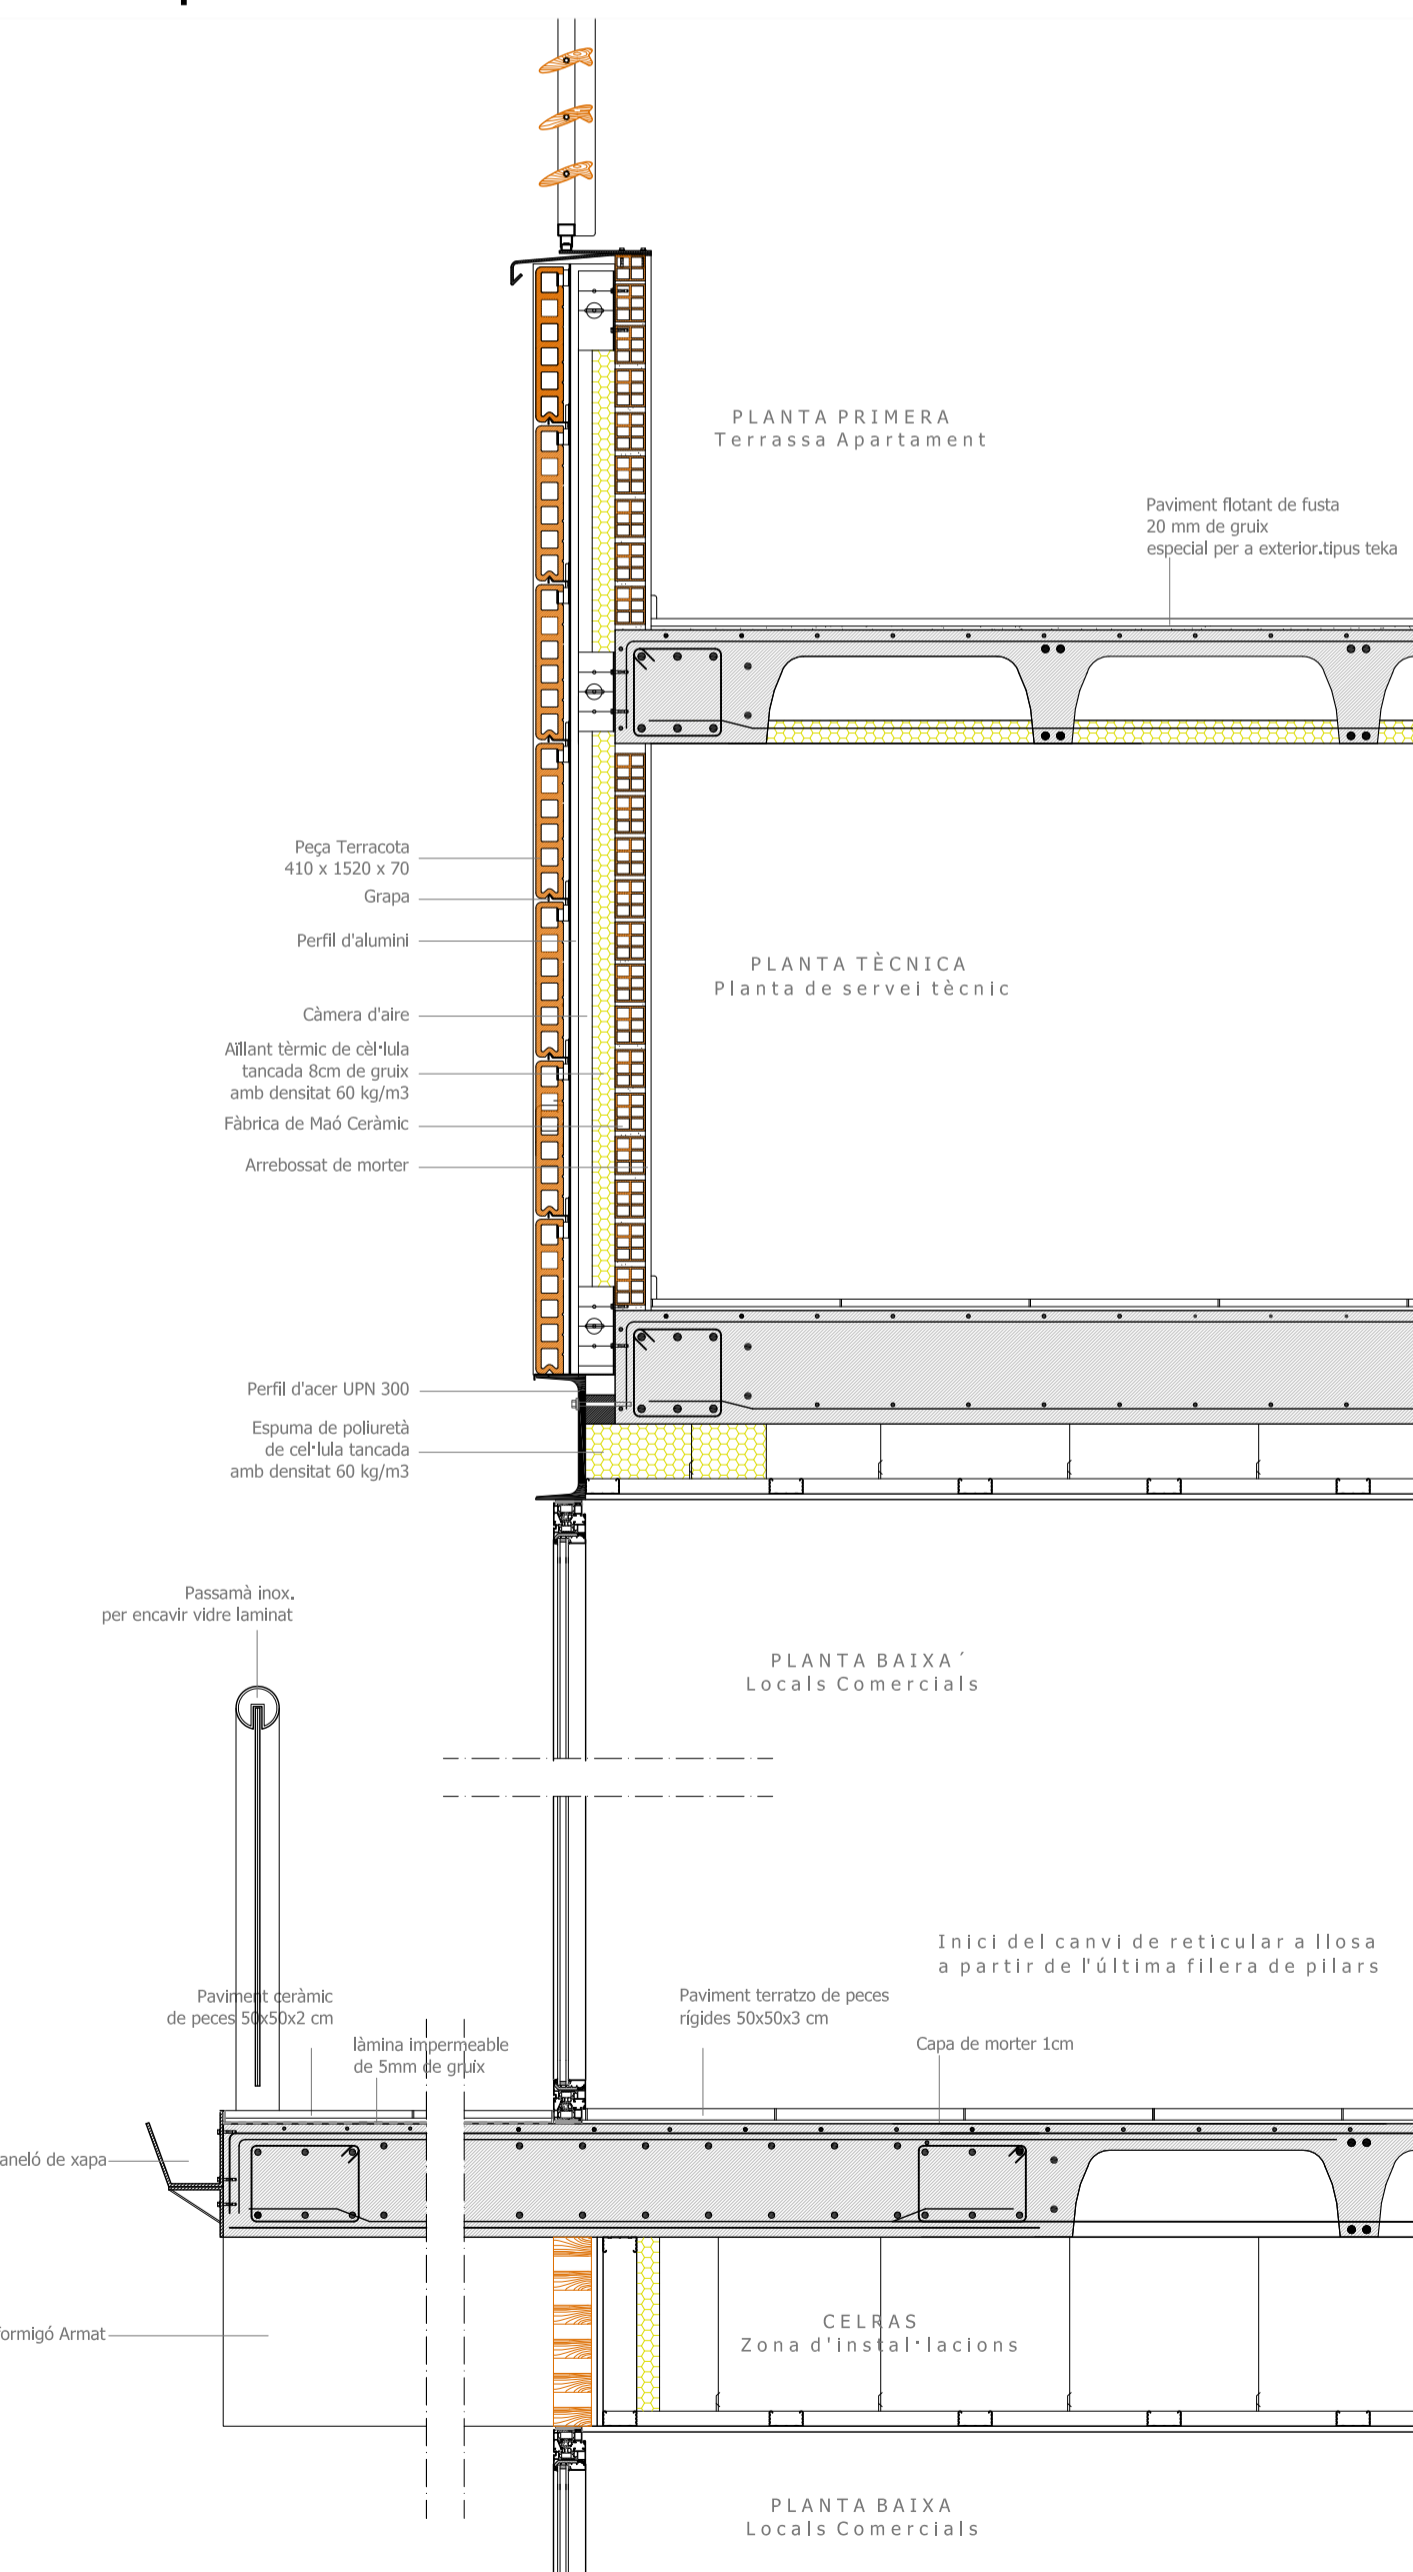 PLANTA PRIMERA
Terrassa Apartament
Paviment flotant de fusta
20 mm de gruix
especial per a exterior.tipus teka
Peça Terracota
410 x 1520 x 70
Grapa
Perfil d'alumini
PLANTA TÈCNICA
Planta de servei tècnic
Càmera d'aire
Aïllant tèrmic de cèl·lula
tancada 8cm de gruix
amb densitat 60 kg/m3
Fàbrica de Maó Ceràmic
Arrebossat de morter
Perfil d'acer UPN 300
Espuma de poliuretà
de cel·lula tancada
amb densitat 60 kg/m3
Passamà inox.
per encavir vidre laminat
PLANTA BAIXA´
Locals Comercials
Inici del canvi de reticular a llosa
a partir de l'última filera de pilars
Paviment ceràmic
de peces 50x50x2 cm
Paviment terratzo de peces
rígides 50x50x3 cm
làmina impermeable
de 5mm de gruix
Capa de morter 1cm
aneló de xapa
formigó Armat
CELRAS
Zona d'instal·lacions
PLANTA BAIXA
Locals Comercials